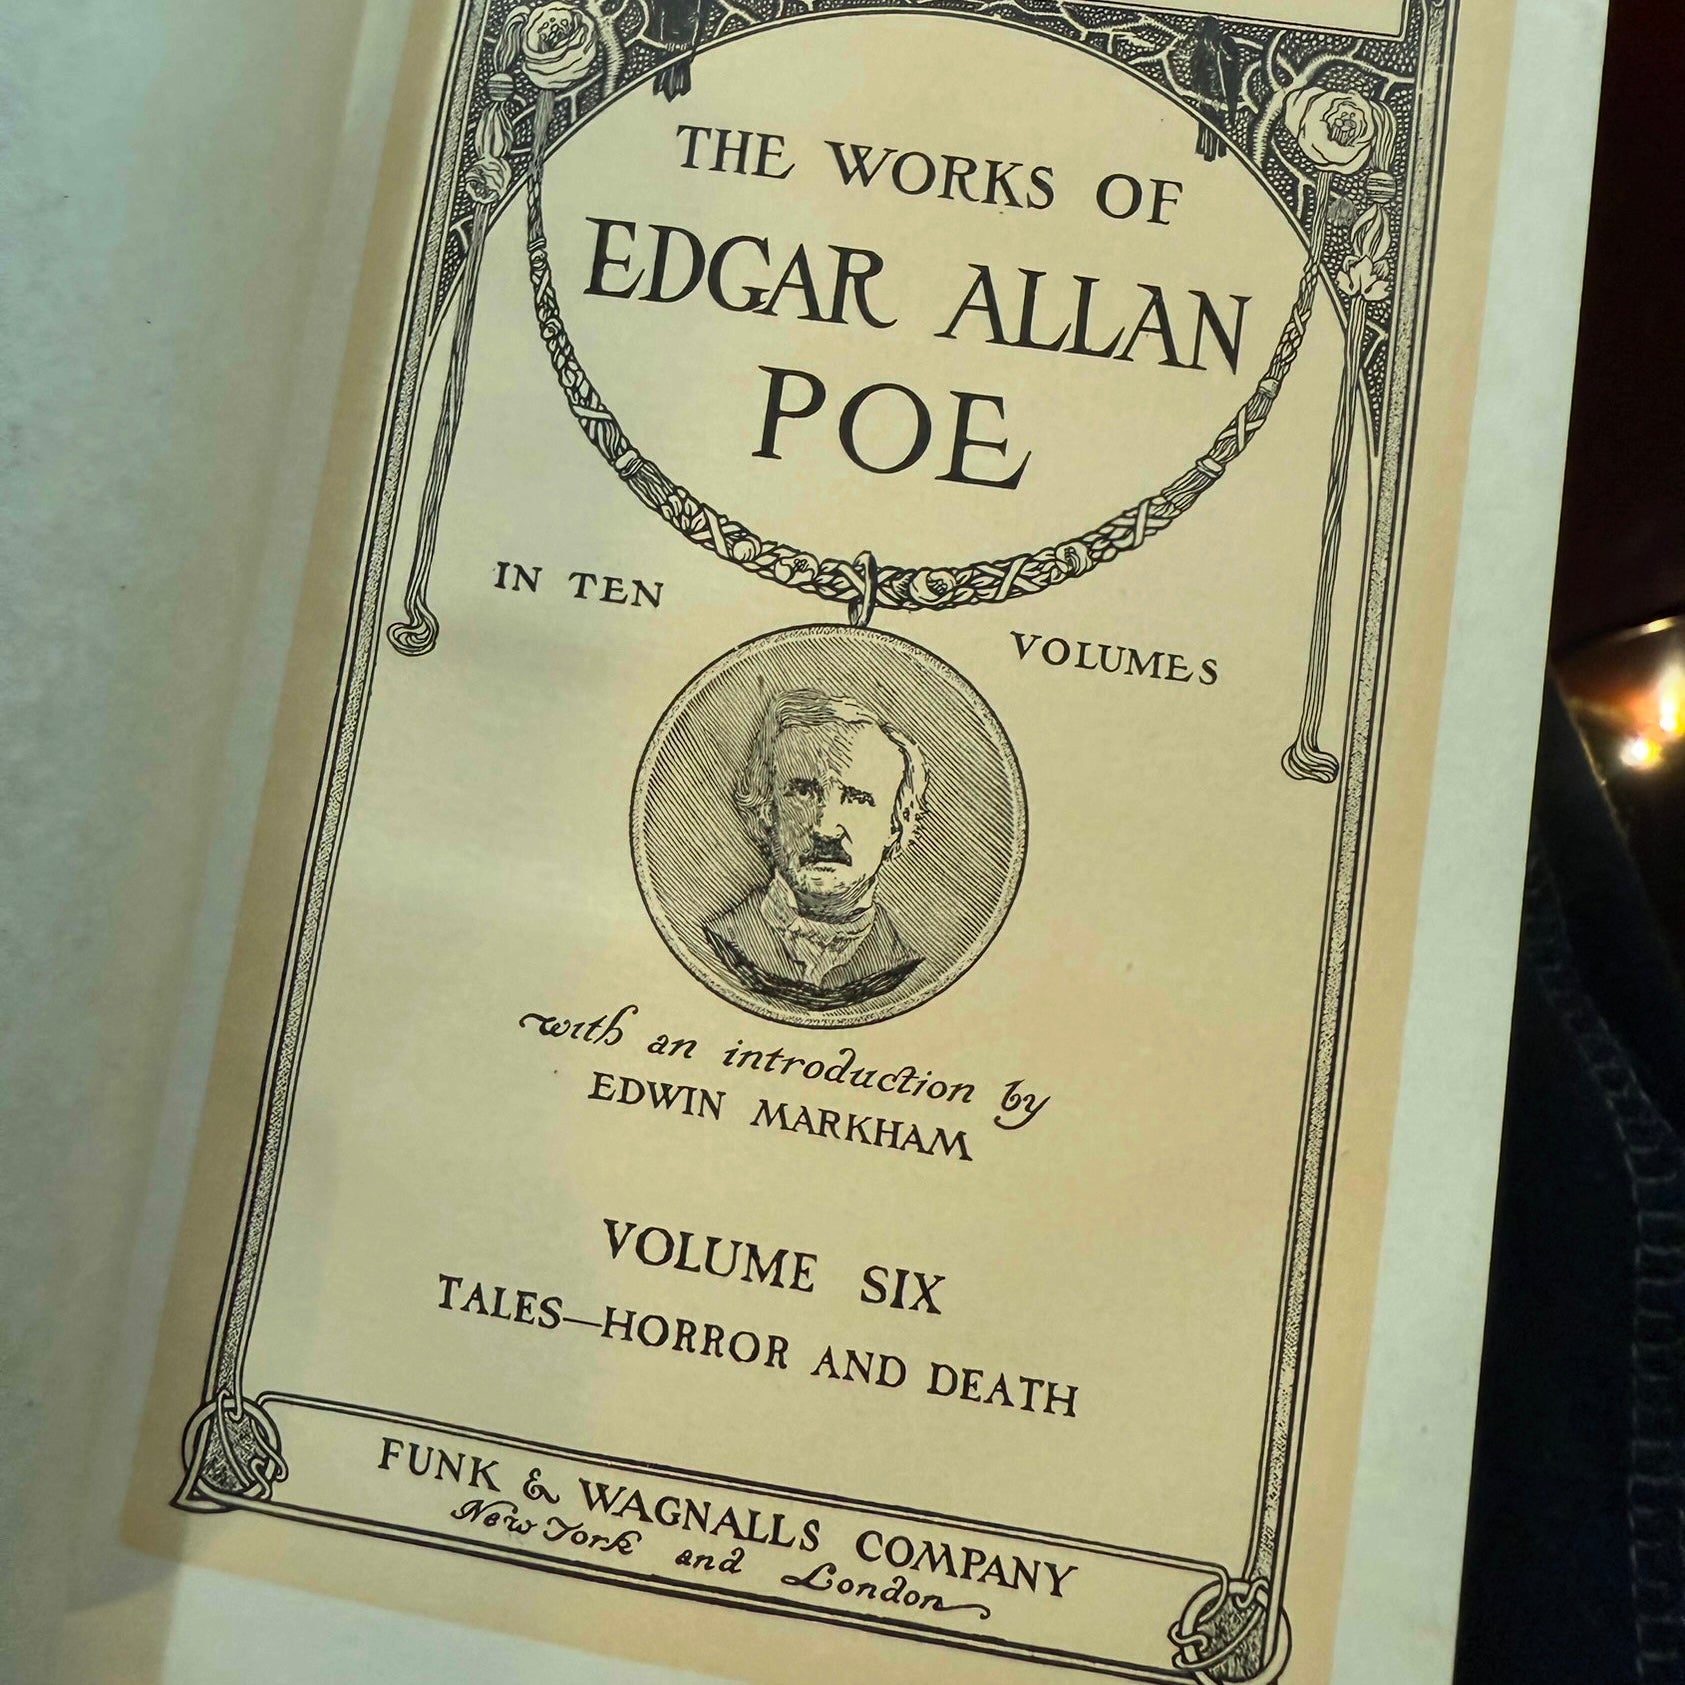 THE WORKS OF
EDGAR ALLAN
POE
IN TEN VOLUMES
with an introduction by
EDWIN MARKHAM
VOLUME SIX
TALES—HORROR AND DEATH
FUNK & WAGNALLS COMPANY
New York and London